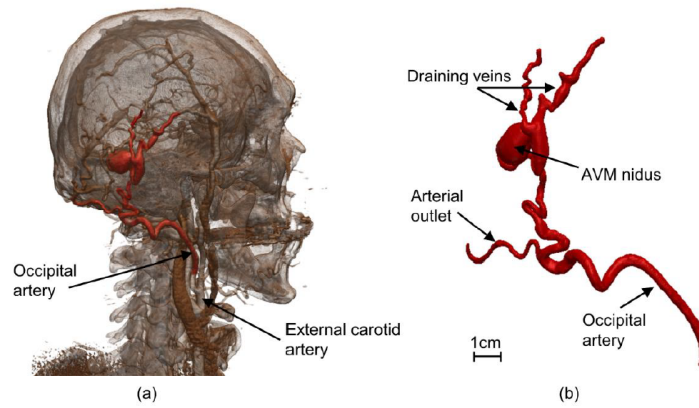 Occipital
artery
External carotid
artery
(a)
Draining veins
AVM nidus
Arterial
outlet
Occipital
artery
1cm
(b)